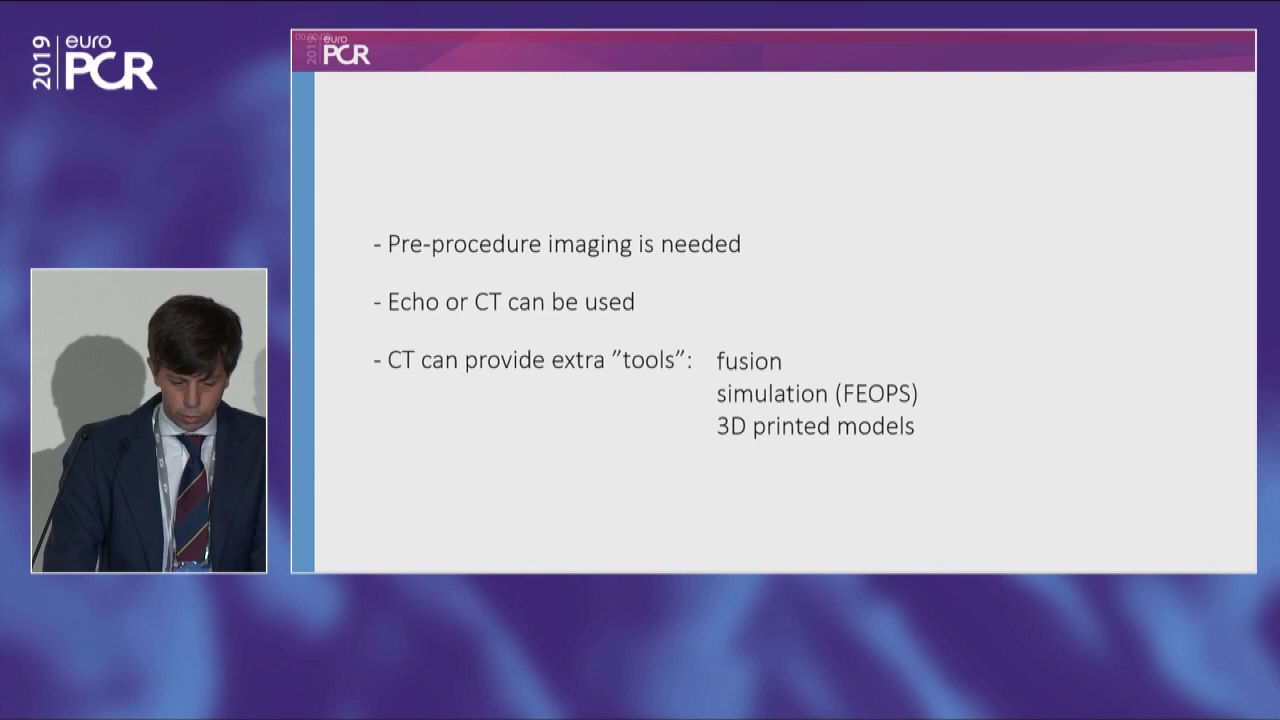 2019
euro
PCR
2019
euro
PCR
- Pre-procedure imaging is needed
- Echo or CT can be used
- CT can provide extra ”tools”: fusion
simulation (FEOPS)
3D printed models